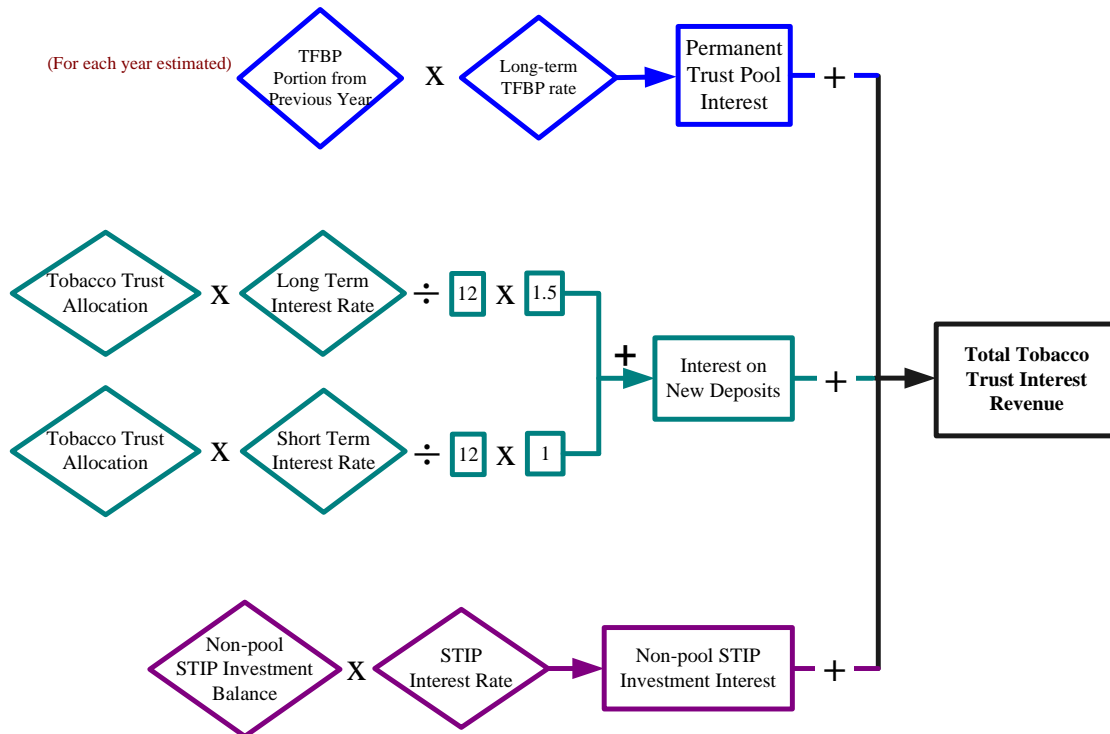 (For each year estimated)
TFBP
Portion from
Previous Year
X
Long-term
TFBP rate
Permanent
Trust Pool
Interest
+
Tobacco Trust
Allocation
X
Long Term
Interest Rate
÷
12
X
1.5
+
Interest on
New Deposits
+
Total Tobacco
Trust Interest
Revenue
Tobacco Trust
Allocation
X
Short Term
Interest Rate
÷
12
X
1
Non-pool
STIP Investment
Balance
X
STIP
Interest Rate
Non-pool STIP
Investment Interest
+